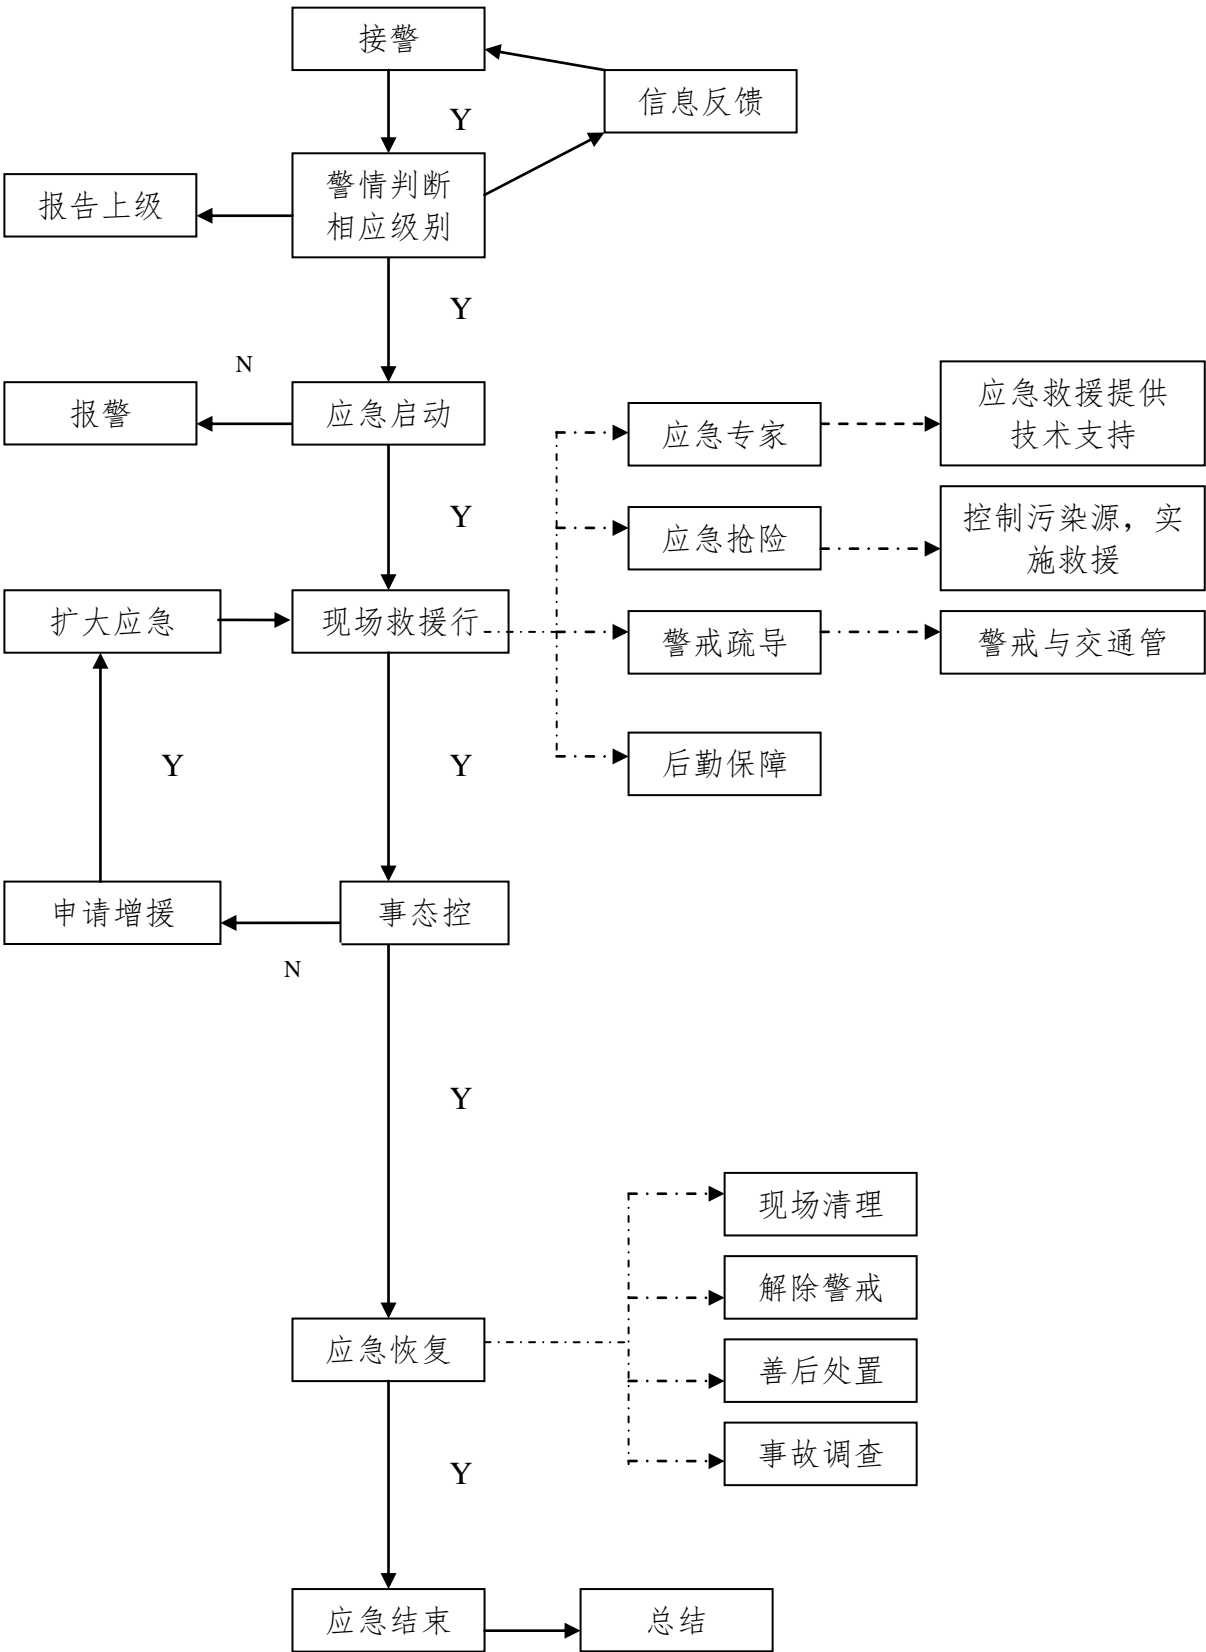 接警
信息反馈
Y
警情判断
相应级别
报告上级
Y
N
报警
应急启动
应急专家
应急救援提供
技术支持
Y
应急抢险
控制污染源，实
施救援
扩大应急
现场救援行
警戒疏导
警戒与交通管
Y
Y
后勤保障
申请增援
事态控
N
Y
现场清理
解除警戒
应急恢复
善后处置
事故调查
Y
应急结束
总结